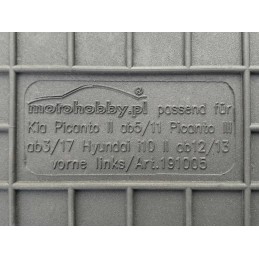 motohobby.pl passend für
Kia Picanto II ab5/11 Picanto III
ab3/17 Hyundai i10 II ab12/13
vorne links/Art.191005